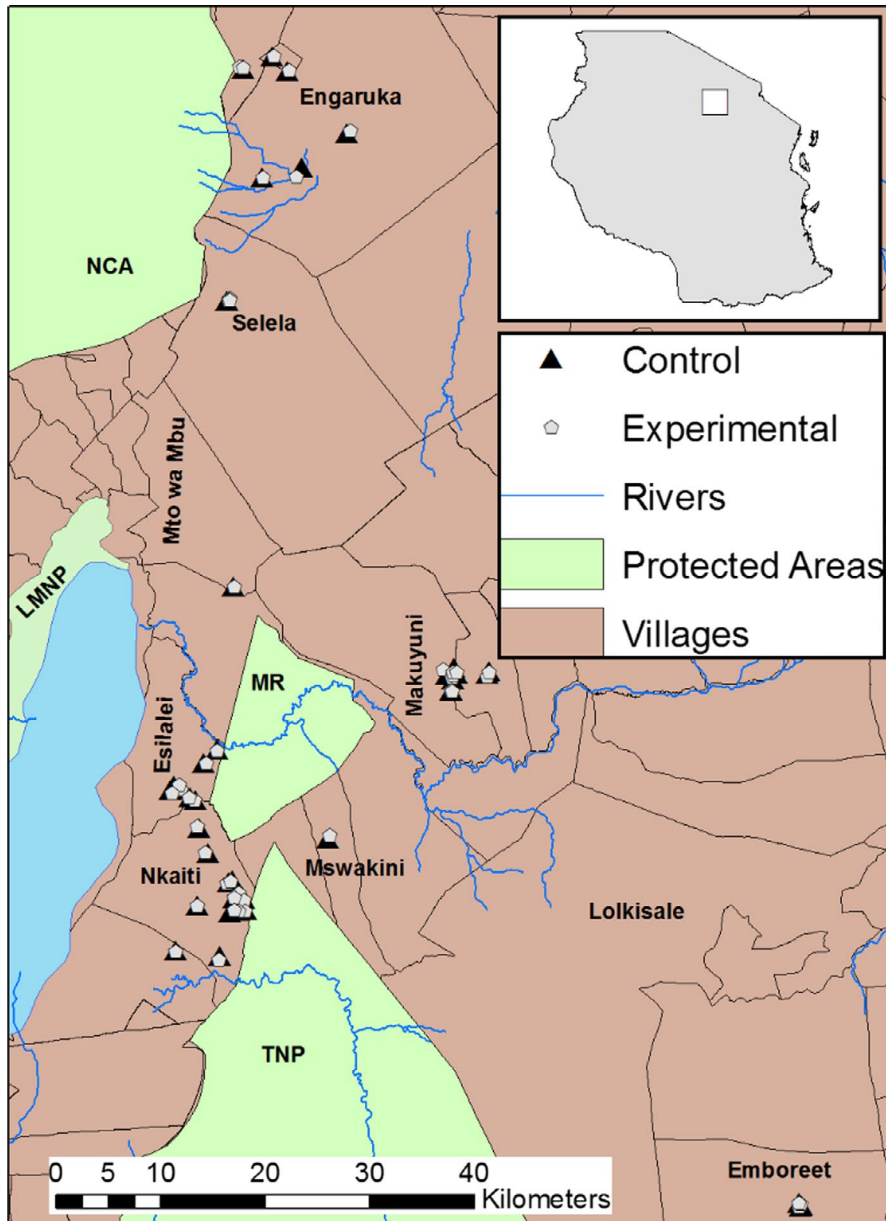 Engaruka
NCA
Selela
Control
Experimental
Rivers
Protected Areas
Villages
Mto wa Mbu
LMNP
MR
Makuyuni
Esilalei
Nkaiti
Mswakini
Lolkisale
TNP
Emboreet
0 5 10 20 30 40
Kilometers